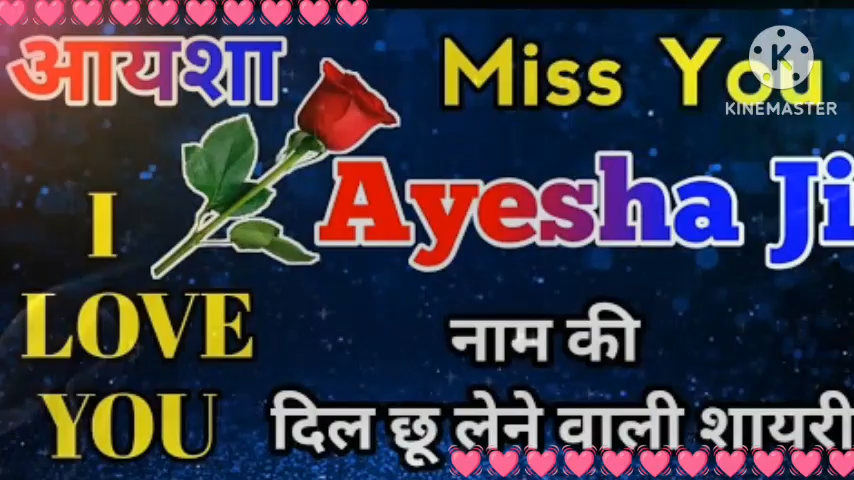 आयशा
Miss You
KINEMASTER
Ayesha Ji
I
LOVE
YOU
नाम की
दिल छू लेने वाली शायरी